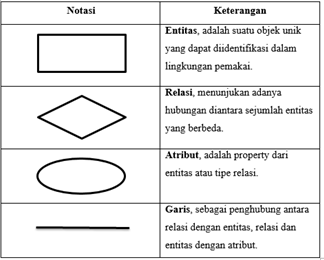 Notasi
Keterangan
Entitas, adalah suatu objek unik
yang dapat diidentifikasi dalam
lingkungan pemakai.
Relasi, menunjukan adanya
hubungan diantara sejumlah entitas
yang berbeda.
Atribut, adalah property dari
entitas atau tipe relasi.
Garis, sebagai penghubung antara
relasi dengan entitas, relasi dan
entitas dengan atribut.